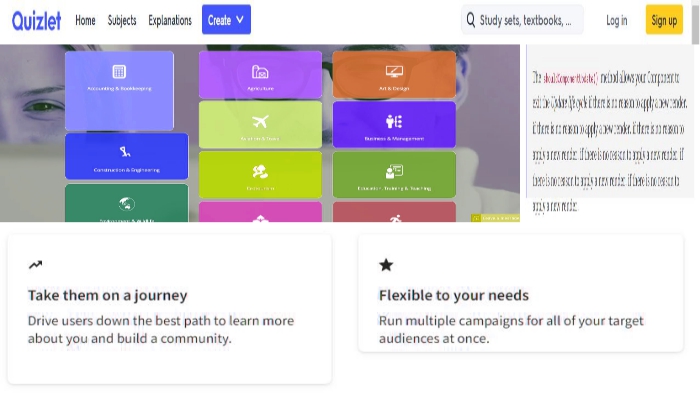 Quizlet Home Subjects Explanations Create Study sets, textbooks, ... Log in Sign up
Accounting & Bookkeeping Agriculture Art & Design
Business & Management
Construction & Engineering
Education, Training & Teaching
The shouldComponentUpdate() method allows your Component to
exit the Update life cycle if there is no reason to apply a new render.
if there is no reason to apply a new render. if there is no reason to
apply a new render. if there is no reason to apply a new render. if
there is no reason to apply a new render. if there is no reason to
apply a new render.
Take them on a journey
Drive users down the best path to learn more
about you and build a community.
Flexible to your needs
Run multiple campaigns for all of your target
audiences at once.